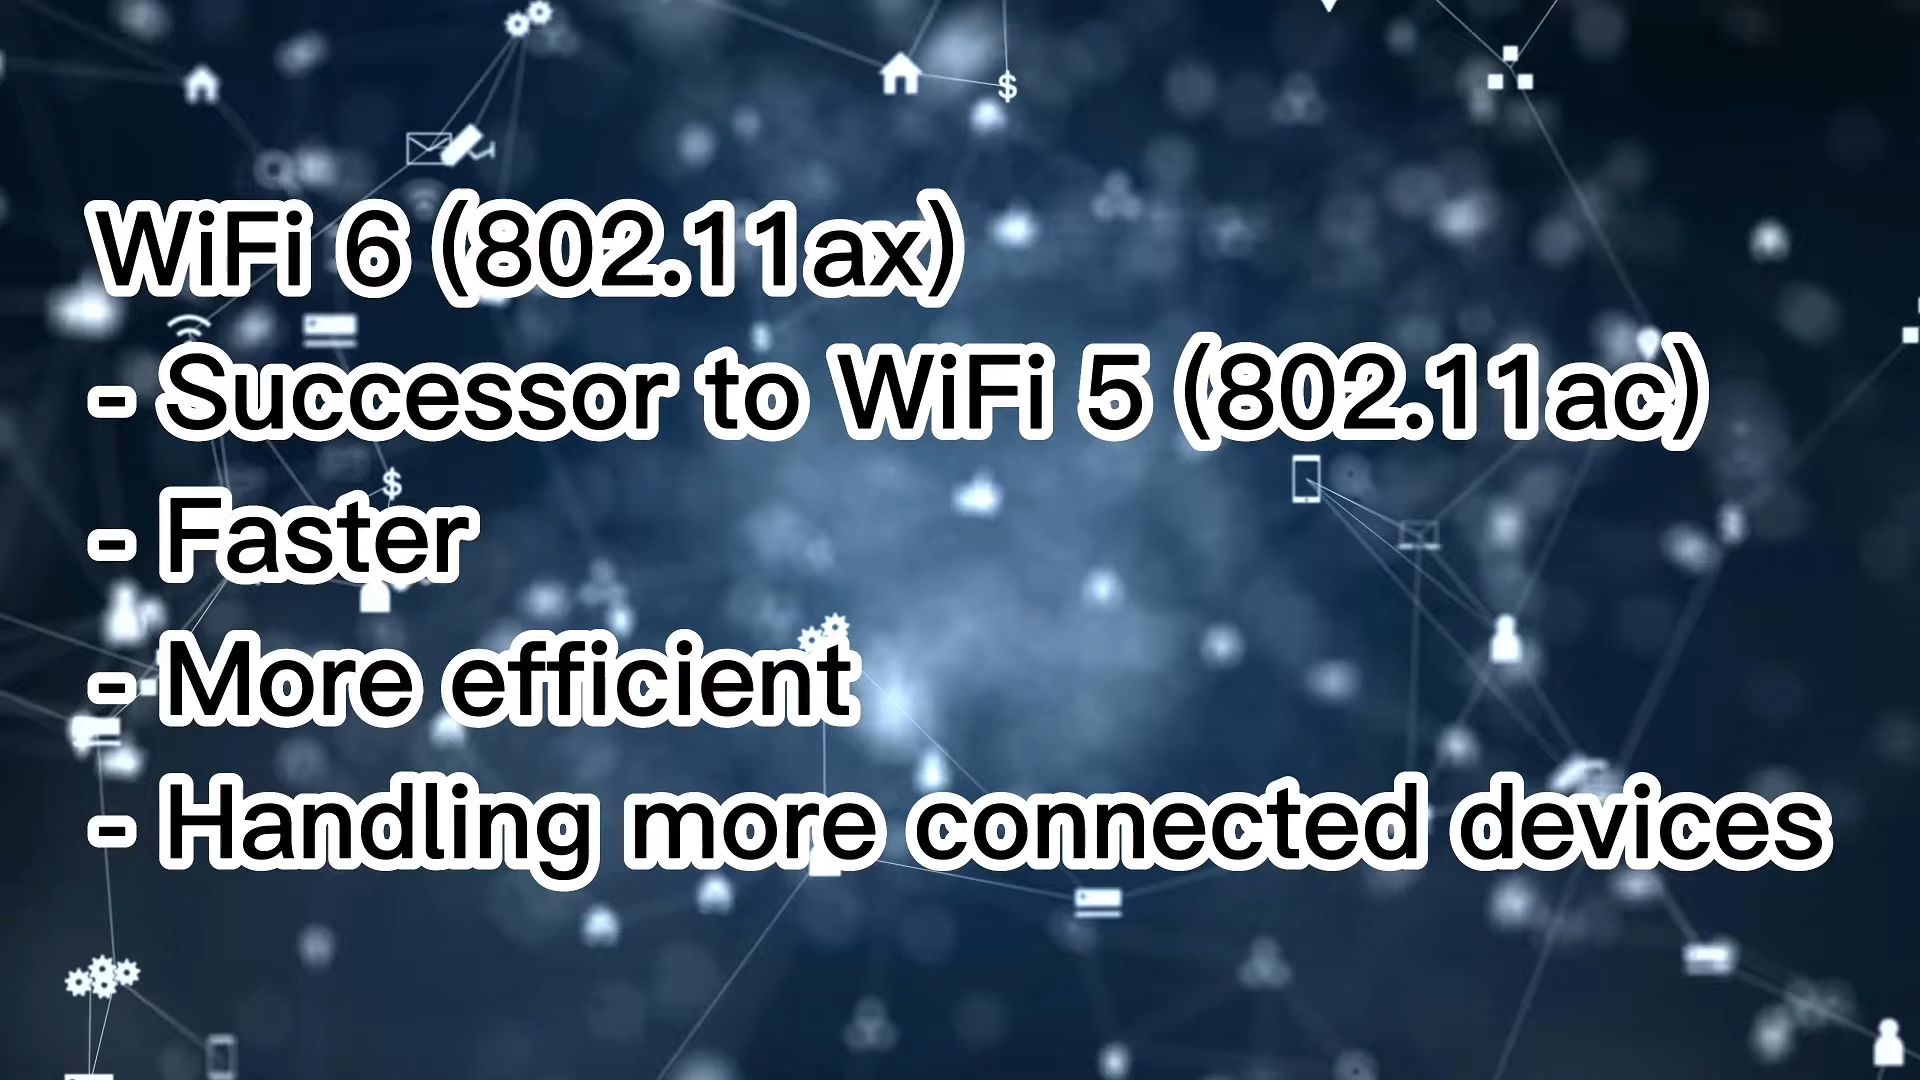 WiFi 6 (802.11ax)
- Successor to WiFi 5 (802.11ac)
- Faster
- More efficient
- Handling more connected devices